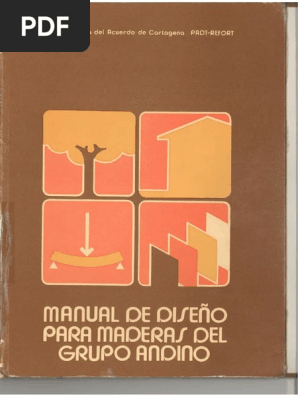 PDF
del Acuerdo de Cartagena PADT-REFORT
MANUAL DE DISEÑO
PARA MADERAS DEL
GRUPO ANDINO